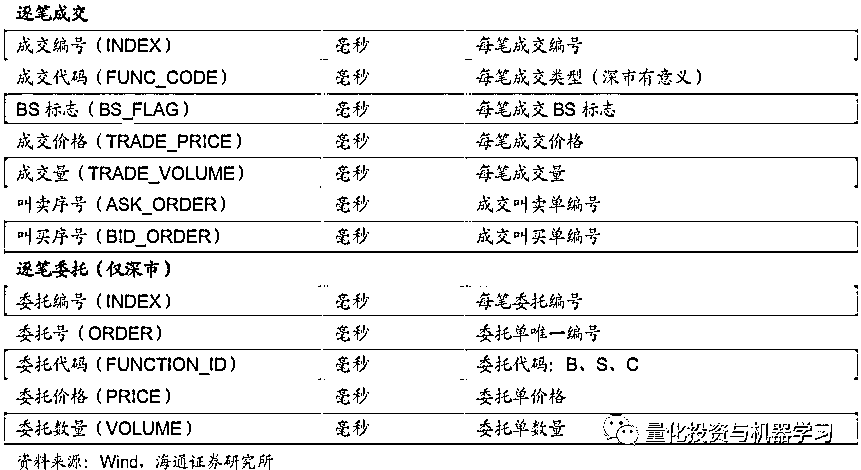 逐笔成交
成交编号（INDEX） 毫秒 每笔成交编号
成交代码（FUNC_CODE） 毫秒 每笔成交类型（深市有意义）
BS 标志（BS_FLAG） 毫秒 每笔成交 BS 标志
成交价格（TRADE_PRICE） 毫秒 每笔成交价格
成交量（TRADE_VOLUME） 毫秒 每笔成交量
叫卖序号（ASK_ORDER） 毫秒 成交叫卖单编号
叫买序号（BID_ORDER） 毫秒 成交叫买单编号
逐笔委托（仅深市）
委托编号（INDEX） 毫秒 每笔委托编号
委托号（ORDER） 毫秒 委托单唯一编号
委托代码（FUNCTION_ID） 毫秒 委托代码：B、S、C
委托价格（PRICE） 毫秒 委托单价格
委托数量（VOLUME） 毫秒 委托单数量
量化投资与机器学习
资料来源：Wind，海通证券研究所